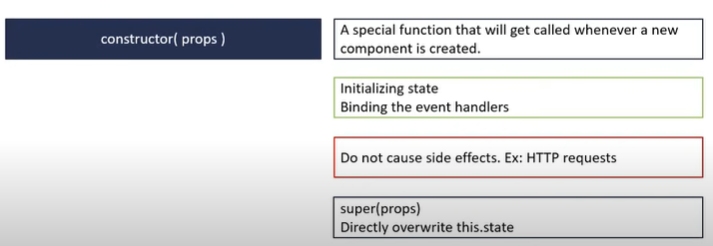 constructor( props )
A special function that will get called whenever a new
component is created.
Initializing state
Binding the event handlers
Do not cause side effects. Ex: HTTP requests
super(props)
Directly overwrite this.state